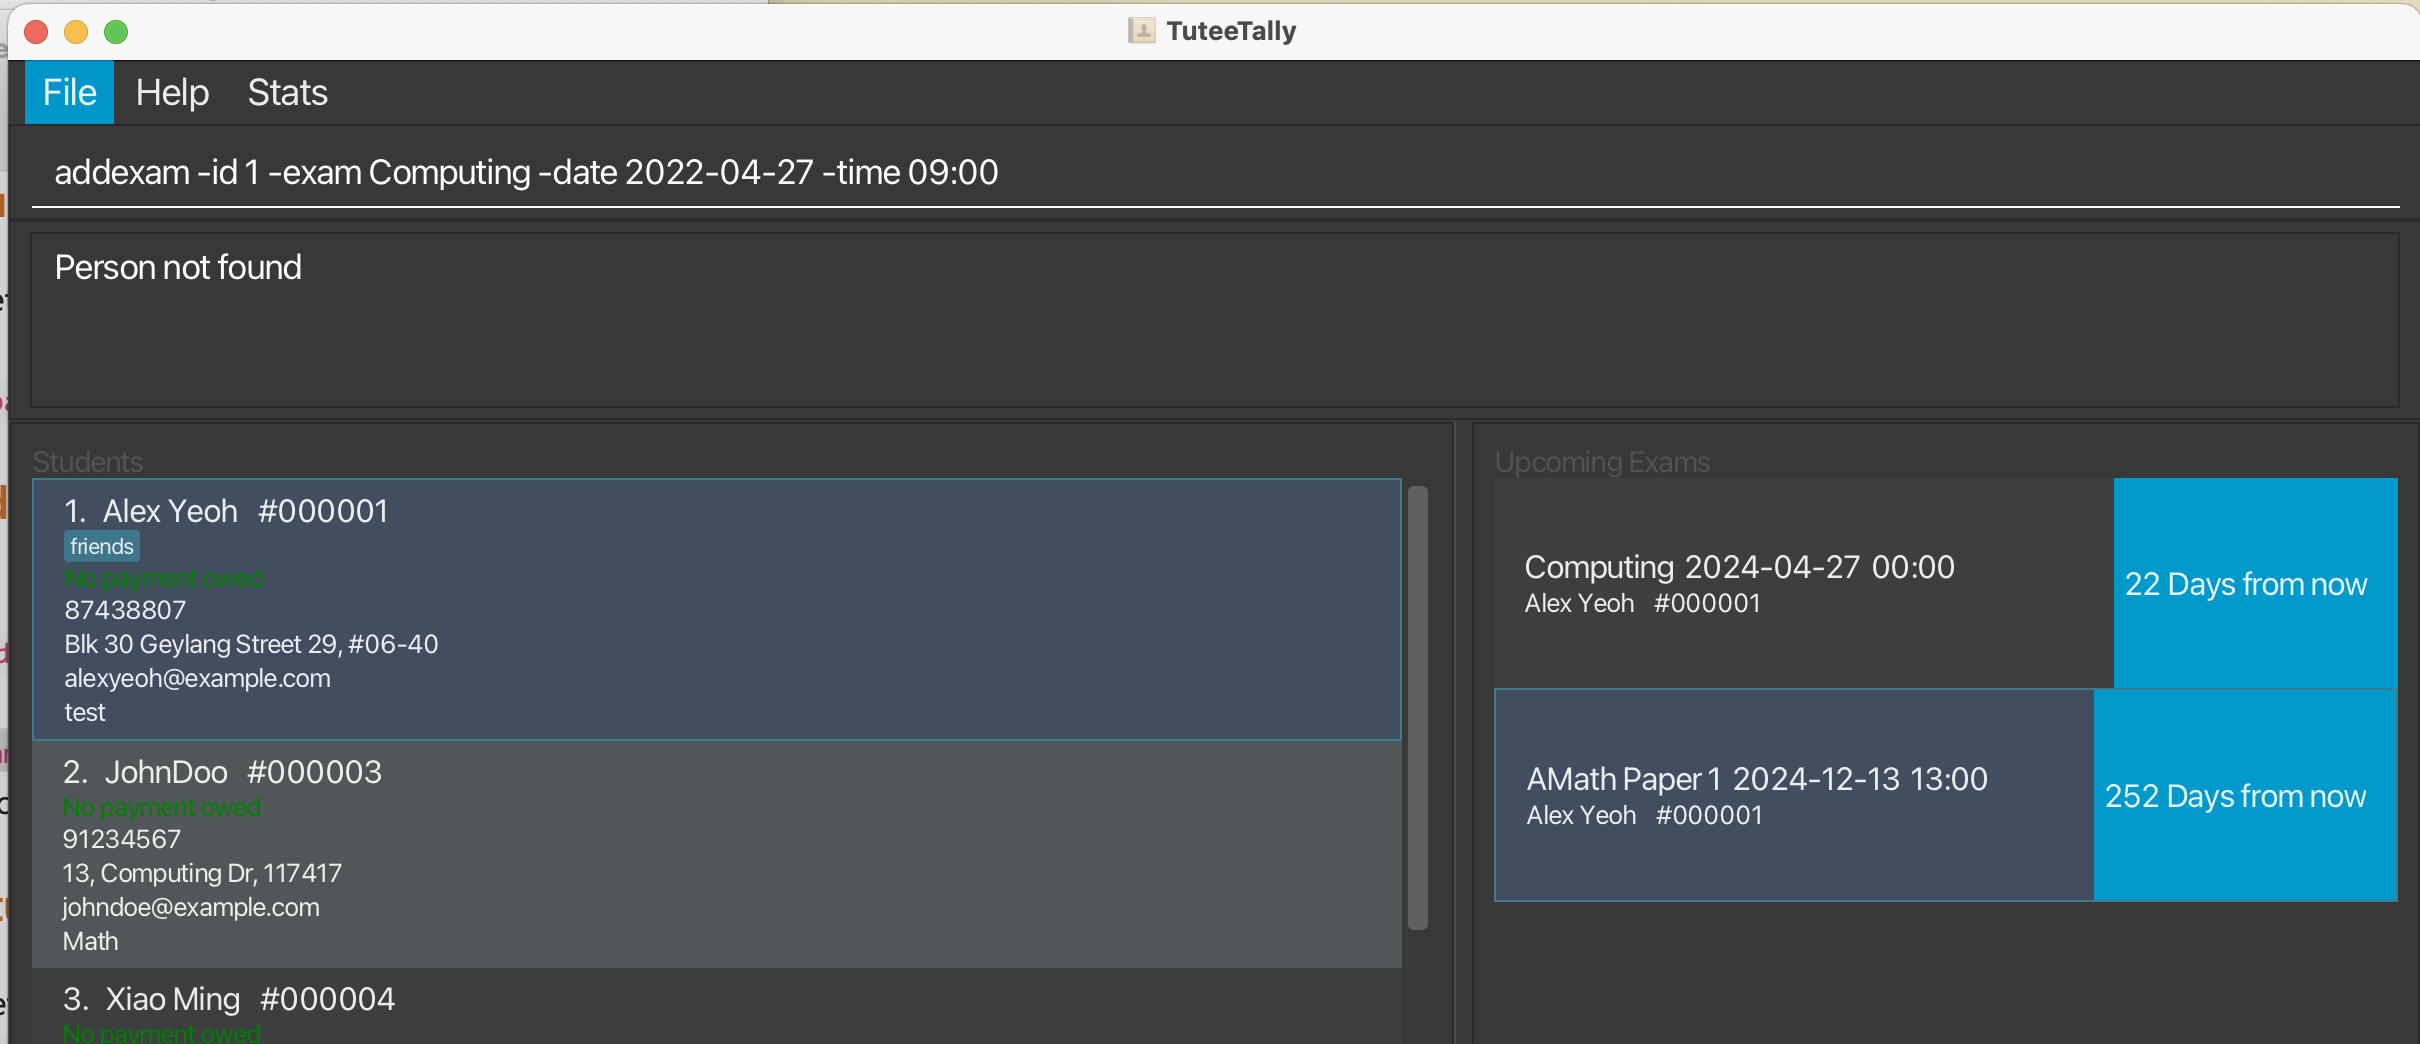 TuteeTally
File Help Stats
addexam -id 1 -exam Computing -date 2022-04-27 -time 09:00
Person not found
Students
1. Alex Yeoh #000001
friends
No payment owed
87438807
Blk 30 Geylang Street 29, #06-40
alexyeoh@example.com
test
2. JohnDoo #000003
No payment owed
91234567
13, Computing Dr, 117417
johndoe@example.com
Math
3. Xiao Ming #000004
No payment owed
Upcoming Exams
Computing 2024-04-27 00:00
Alex Yeoh #000001
22 Days from now
AMath Paper 1 2024-12-13 13:00
Alex Yeoh #000001
252 Days from now